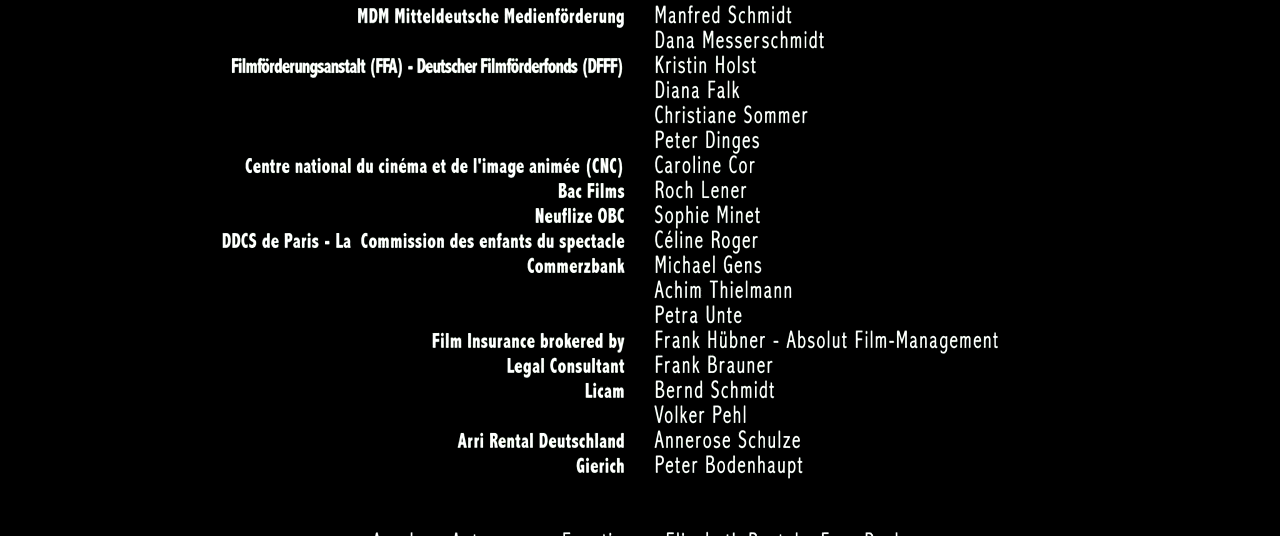 MDM Mitteldeutsche Medienförderung Manfred Schmidt
Dana Messerschmidt
Filmförderungsanstalt (FFA) - Deutscher Filmförderfonds (DFFF) Kristin Holst
Diana Falk
Christiane Sommer
Peter Dinges
Centre national du cinéma et de l'image animée (CNC) Caroline Cor
Bac Films Roch Lener
Neuflize OBC Sophie Minet
DDCS de Paris - La Commission des enfants du spectacle Céline Roger
Commerzbank Michael Gens
Achim Thielmann
Petra Unte
Film Insurance brokered by Frank Hübner - Absolut Film-Management
Legal Consultant Frank Brauner
Licam Bernd Schmidt
Volker Pehl
Arri Rental Deutschland Annerose Schulze
Gierich Peter Bodenhaupt